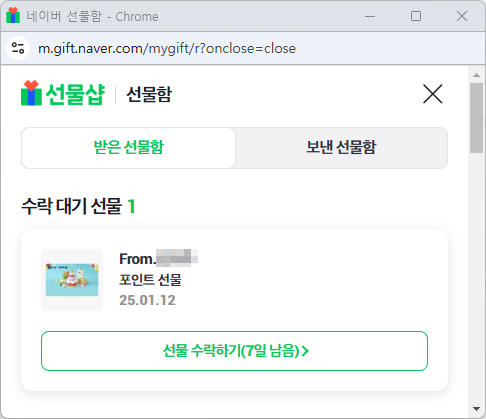 네이버 선물함 - Chrome
m.gift.naver.com/mygift/r?onclose=close
선물샵 선물함
받은 선물함 보낸 선물함
수락 대기 선물 1
From.
포인트 선물
25.01.12
선물 수락하기(7일 남음)